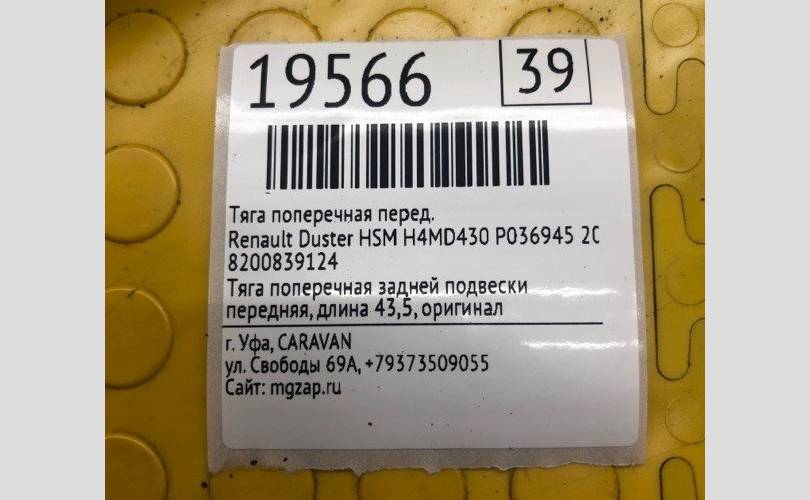 19566 39
Тяга поперечная перед.
Renault Duster HSM H4MD430 P036945 20
8200839124
Тяга поперечная задней подвески
передняя, длина 43,5, оригинал
г. Уфа, CARAVAN
ул. Свободы 69А, +79373509055
Сайт: mgzap.ru